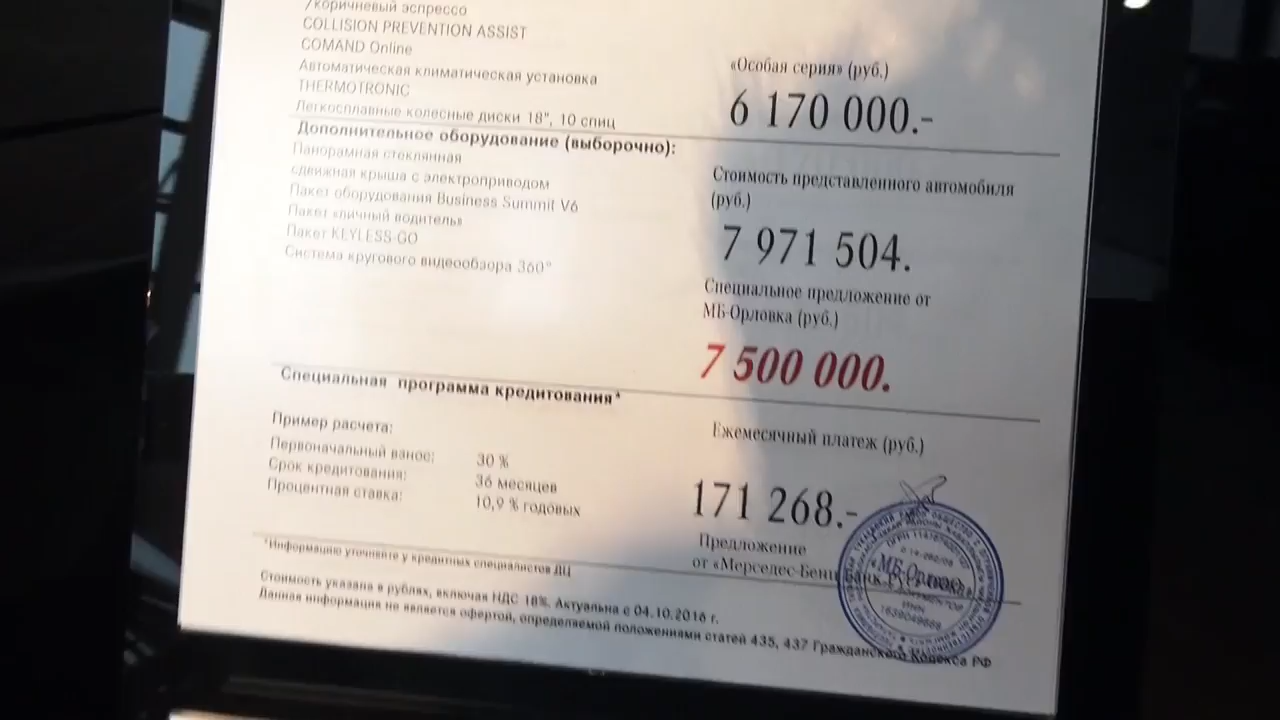 /коричневый эспрессо
COLLISION PREVENTION ASSIST
COMAND Online
Автоматическая климатическая установка
THERMOTRONIC
Легкосплавные колесные диски 18", 10 спиц
«Особая серия» (руб.)
6 170 000.-
Дополнительное оборудование (выборочно):
Панорамная стеклянная
сдвижная крыша с электроприводом
Пакет оборудования Business Summit V6
Пакет «личный водитель»
Пакет KEYLESS-GO
Система кругового видеообзора 360°
Стоимость представленного автомобиля
(руб.)
7 971 504.
Специальное предложение от
МБ-Орловка (руб.)
7 500 000.
Специальная программа кредитования*
Пример расчета:
Первоначальный взнос: 30 %
Срок кредитования: 36 месяцев
Процентная ставка: 10,9 % годовых
Ежемесячный платеж (руб.)
171 268.-
Предложение
от «Мерседес-Бенц Банк Рус»
*Информацию уточняйте у кредитных специалистов ДЦ
Стоимость указана в рублях, включая НДС 18%. Актуальна с 04.10.2016 г.
Данная информация не является офертой, определяемой положениями статей 435, 437 Гражданского Кодекса РФ
МБ-Орловка
ИНН